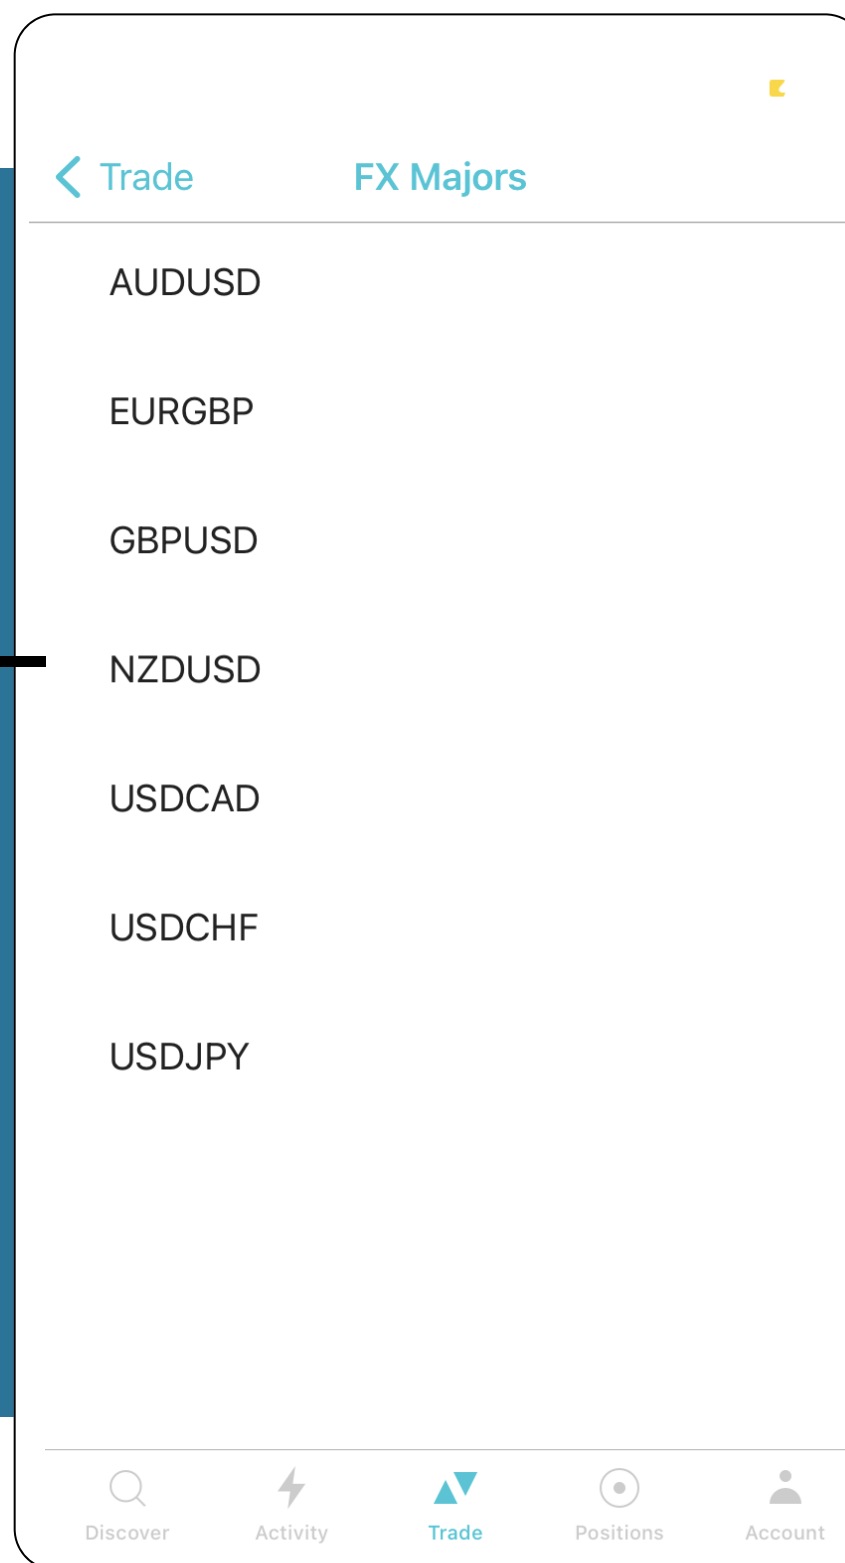 Trade FX Majors
AUDUSD
EURGBP
GBPUSD
NZDUSD
USDCAD
USDCHF
USDJPY
Discover Activity Trade Positions Account